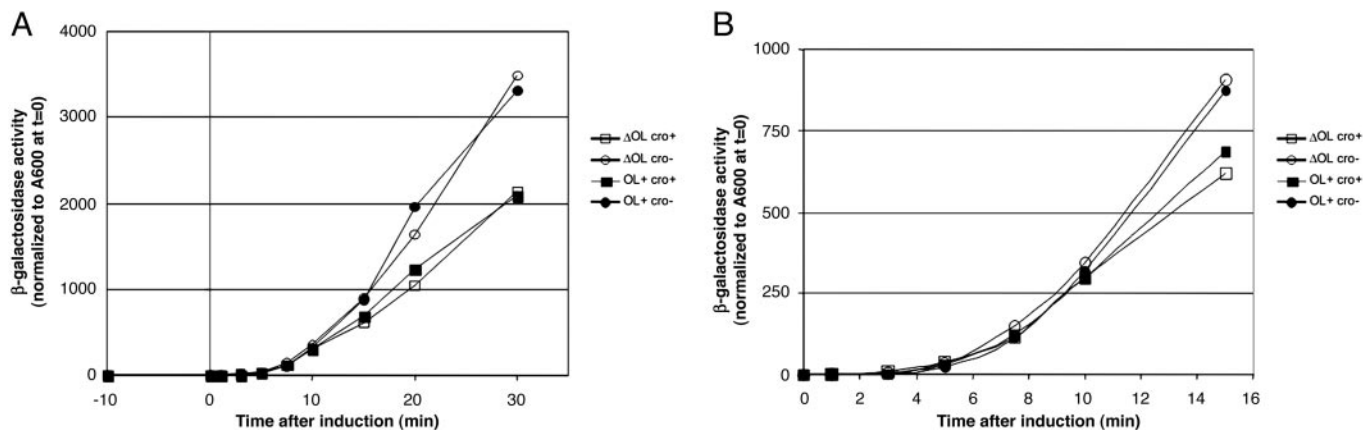 A
β-galactosidase activity
(normalized to A600 at t=0)
4000
3000
2000
1000
0
-10
0
10
20
30
Time after induction (min)
ΔOL cro+
ΔOL cro-
OL+ cro+
OL+ cro-
B
β-galactosidase activity
(normalized to A600 at t=0)
1000
750
500
250
0
0
2
4
6
8
10
12
14
16
Time after induction (min)
ΔOL cro+
ΔOL cro-
OL+ cro+
OL+ cro-